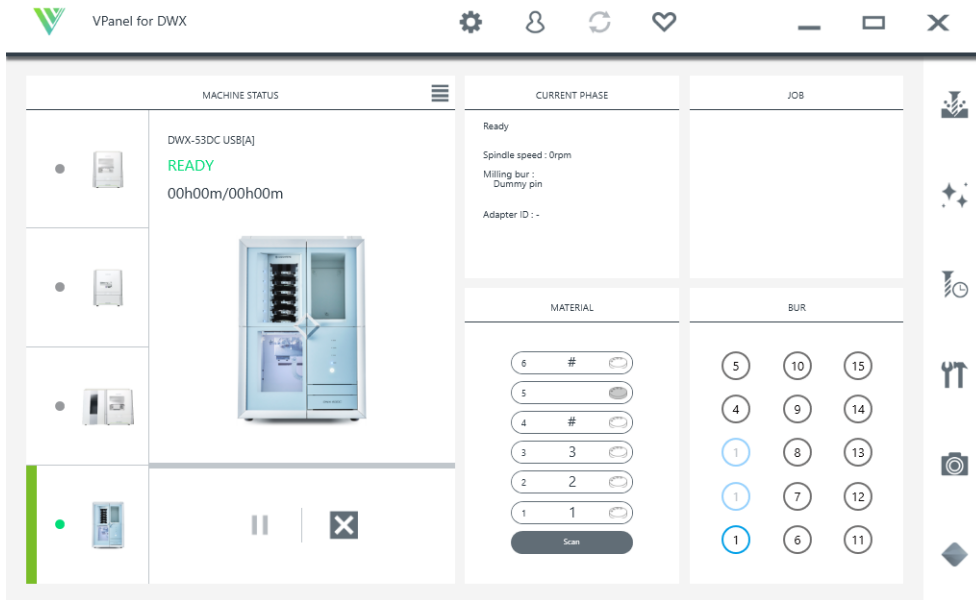 VPanel for DWX
MACHINE STATUS
DWX-53DC USB[A]
READY
00h00m/00h00m
CURRENT PHASE
Ready
Spindle speed : 0rpm
Milling bur :
Dummy pin
Adapter ID : -
JOB
MATERIAL
6 #
5
4 #
3 3
2 2
1 1
Scan
BUR
5 10 15
4 9 14
1 8 13
1 7 12
1 6 11